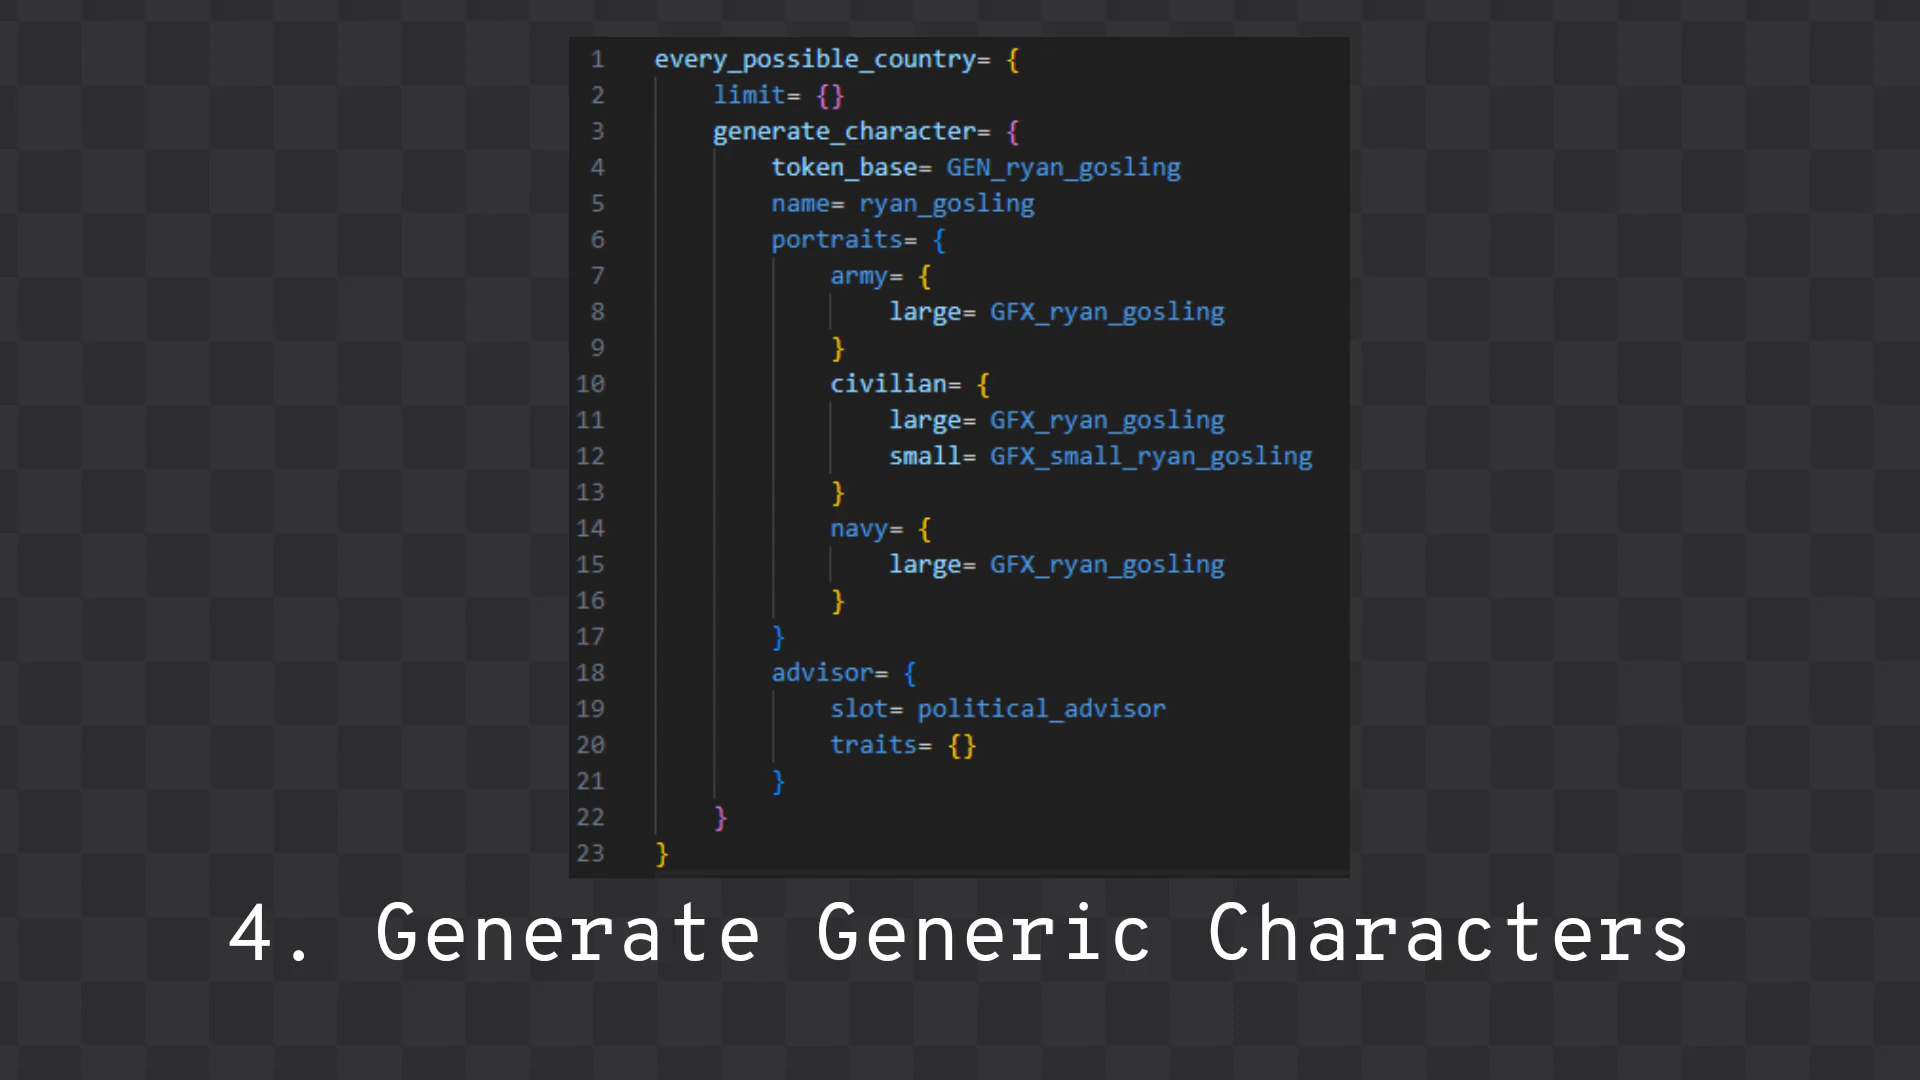 1 every_possible_country= {
2 limit= {}
3 generate_character= {
4 token_base= GEN_ryan_gosling
5 name= ryan_gosling
6 portraits= {
7 army= {
8 large= GFX_ryan_gosling
9 }
10 civilian= {
11 large= GFX_ryan_gosling
12 small= GFX_small_ryan_gosling
13 }
14 navy= {
15 large= GFX_ryan_gosling
16 }
17 }
18 advisor= {
19 slot= political_advisor
20 traits= {}
21 }
22 }
23 }
4. Generate Generic Characters